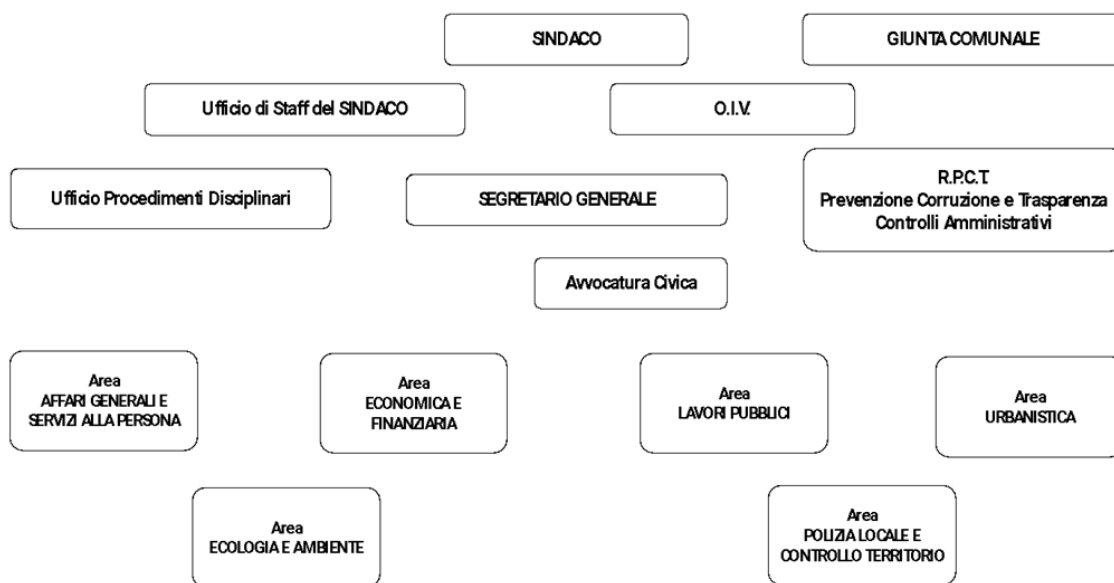 SINDACO
GIUNTA COMUNALE
Ufficio di Staff del SINDACO
O.I.V.
Ufficio Procedimenti Disciplinari
SEGRETARIO GENERALE
R.P.C.T.
Prevenzione Corruzione e Trasparenza
Controlli Amministrativi
Avvocatura Civica
Area
AFFARI GENERALI E
SERVIZI ALLA PERSONA
Area
ECONOMICA E
FINANZIARIA
Area
LAVORI PUBBLICI
Area
URBANISTICA
Area
ECOLOGIA E AMBIENTE
Area
POLIZIA LOCALE E
CONTROLLO TERRITORIO